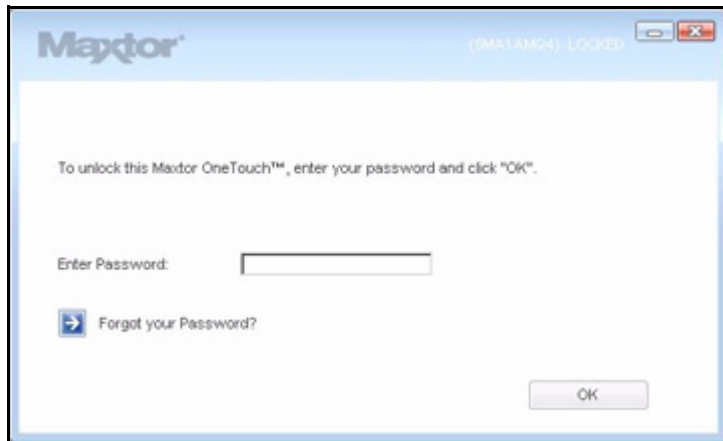 Maxtor
(5MA1AMQ4) LOCKED
To unlock this Maxtor OneTouch™, enter your password and click "OK".
Enter Password:
Forgot your Password?
OK